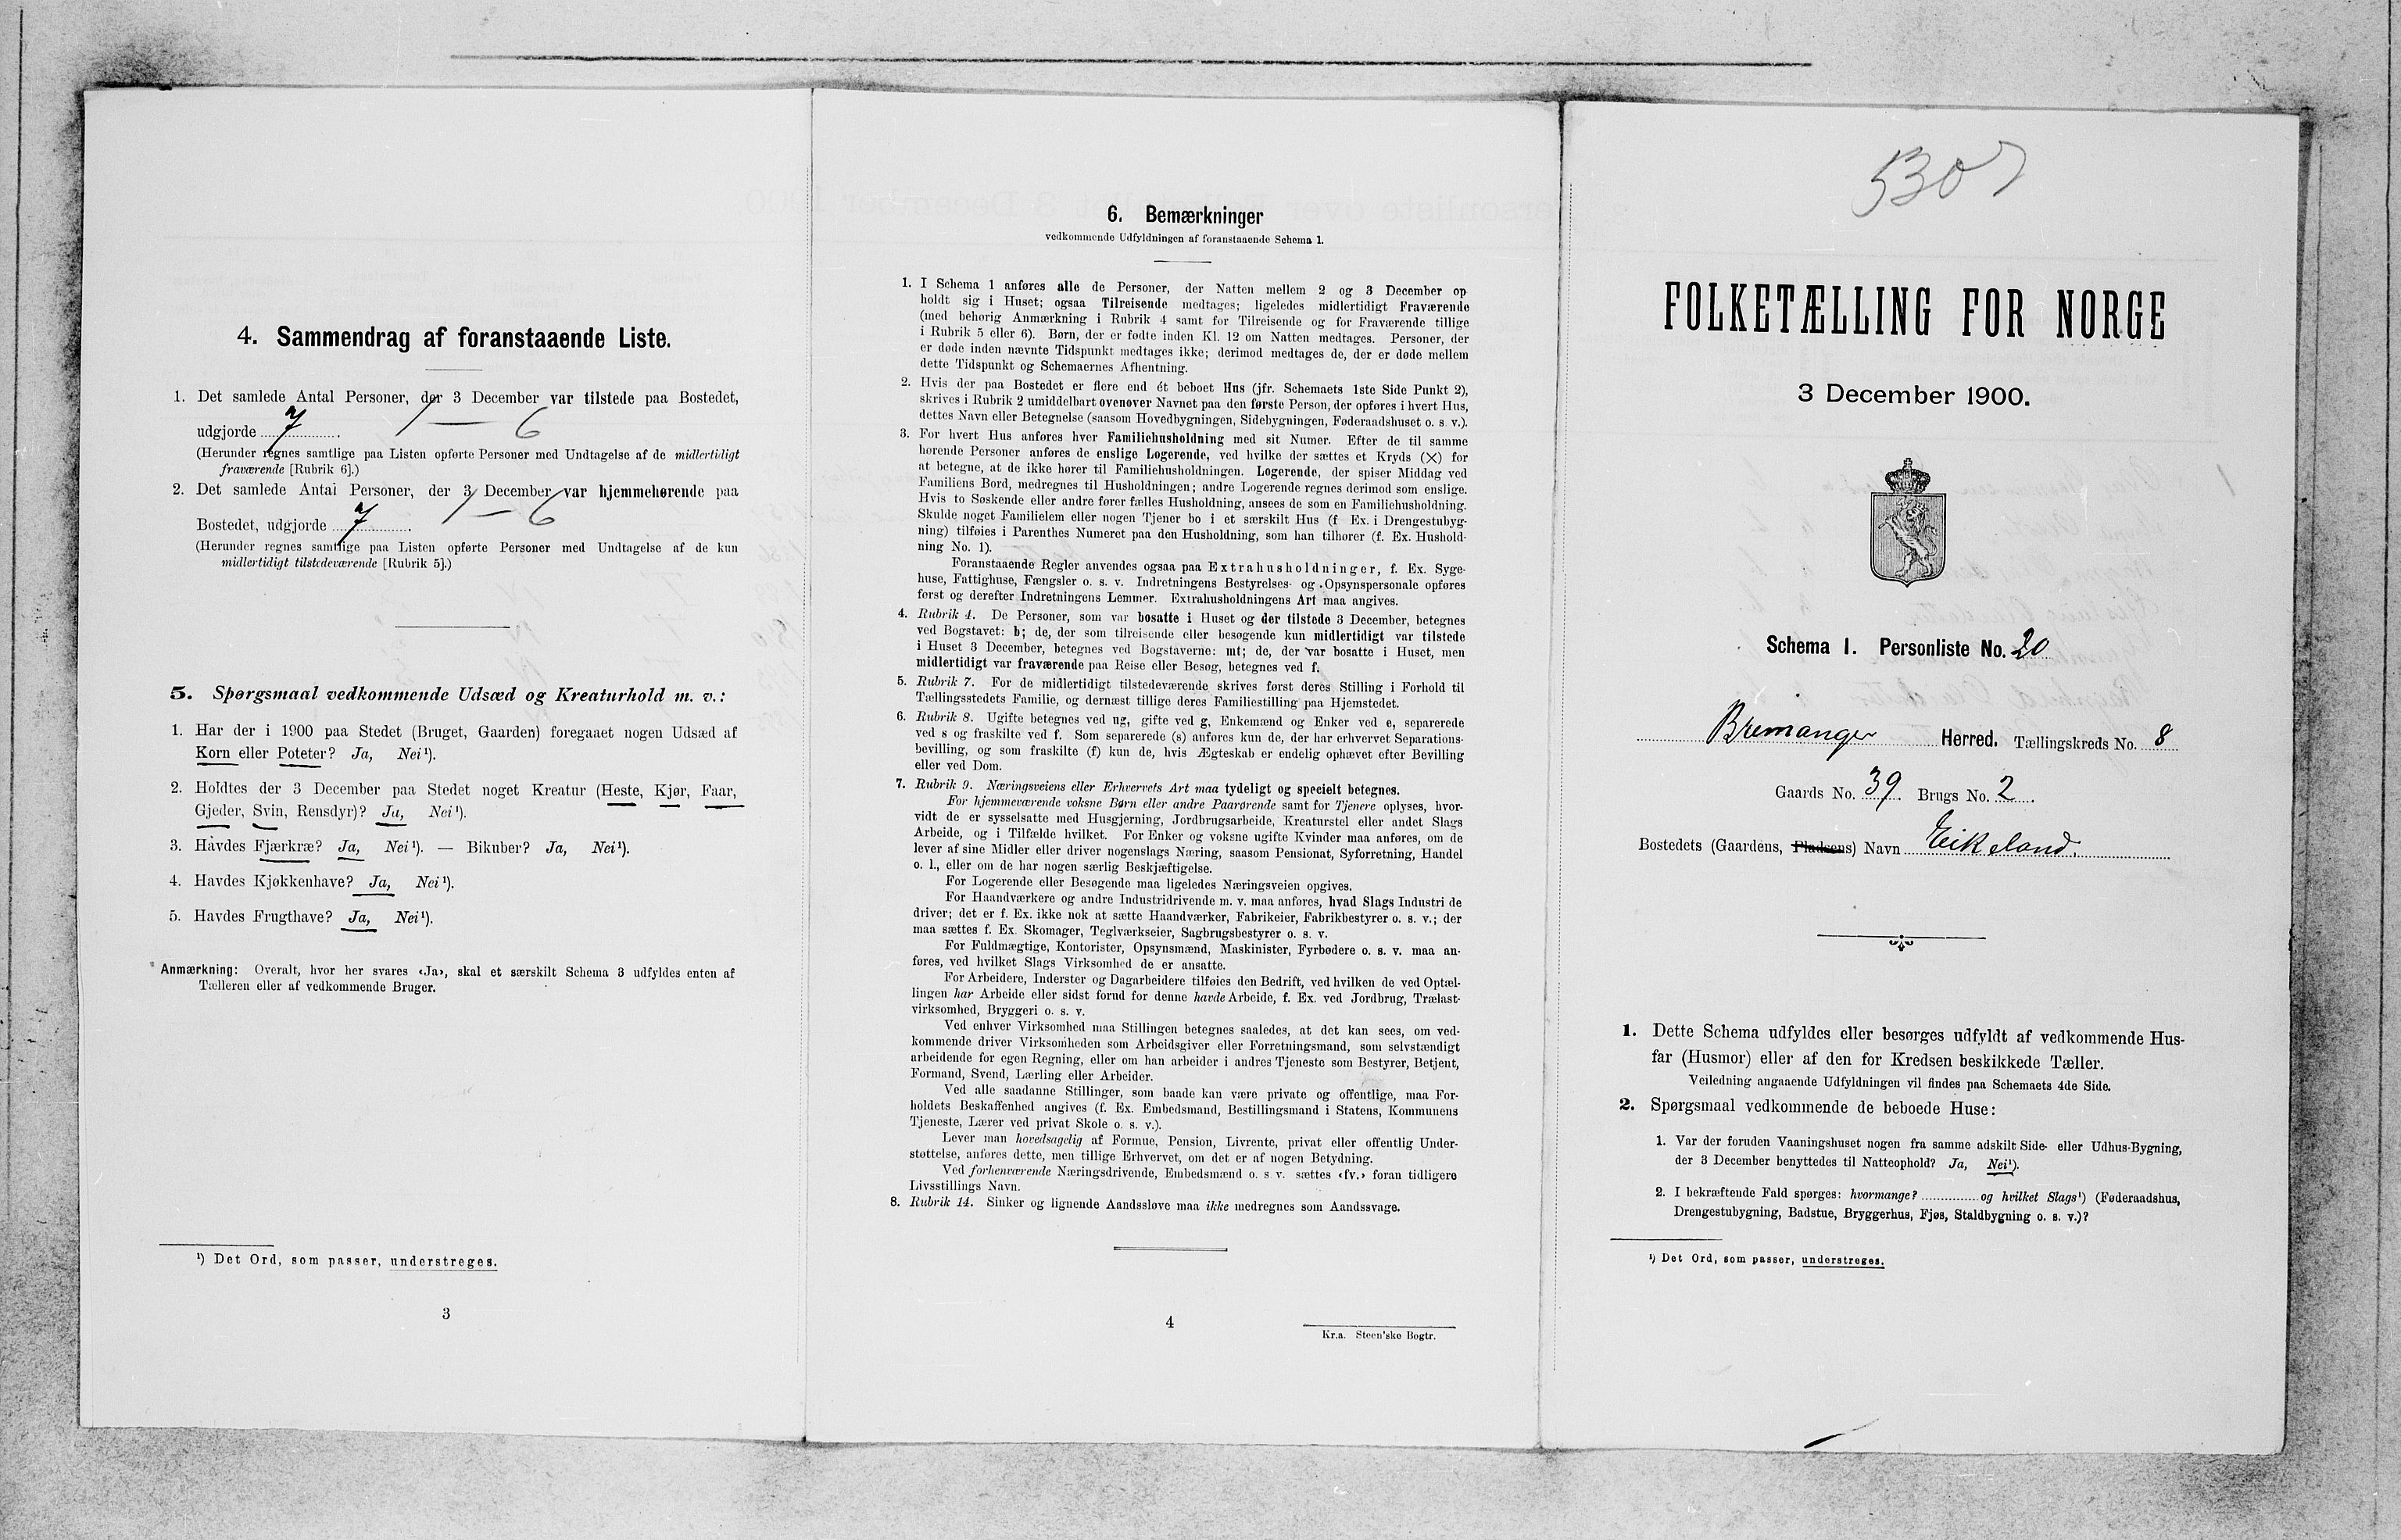 4. Sammendrag af foranstaaende Liste.
1. Det samlede Antal Personer, der 3 December var tilstede paa Bostedet,
udgjorde 7. 1 — 6
(Herunder regnes samtlige paa Listen opførte Personer med Undtagelse af de midlertidigt
fraværende [Rubrik 6].)
2. Det samlede Antal Personer, der 3 December var hjemmehørende paa
Bostedet, udgjorde 7. 1 — 6
(Herunder regnes samtlige paa Listen opførte Personer med Undtagelse af de kun
midlertidigt tilstedeværende [Rubrik 5].)
5. Spørgsmaal vedkommende Udsæd og Kreaturhold m. v.:
1. Har der i 1900 paa Stedet (Bruget, Gaarden) foregaaet nogen Udsæd af
Korn eller Poteter? Ja, Nei¹).
2. Holdtes der 3 December paa Stedet noget Kreatur (Heste, Kjør, Faar,
Gjeder, Svin, Rensdyr)? Ja, Nei¹).
3. Havdes Fjærkræ? Ja, Nei¹). — Bikuber? Ja, Nei¹).
4. Havdes Kjøkkenhave? Ja, Nei¹).
5. Havdes Frugthave? Ja, Nei¹).
Anmærkning: Overalt, hvor her svares «Ja», skal et særskilt Schema 3 udfyldes enten af
Tælleren eller af vedkommende Bruger.
¹) Det Ord, som passer, understreges.
3
6. Bemærkninger
vedkommende Udfyldningen af foranstaaende Schema 1.
1. I Schema 1 anføres alle de Personer, der Natten mellem 2 og 3 December op
holdt sig i Huset; ogsaa Tilreisende medtages; ligeledes midlertidigt Fraværende
(med behørig Anmærkning i Rubrik 4 samt for Tilreisende og for Fraværende tillige
i Rubrik 5 eller 6). Børn, der er fødte inden Kl. 12 om Natten medtages. Personer, der
er døde inden nævnte Tidspunkt medtages ikke; derimod medtages de, der er døde mellem
dette Tidspunkt og Schemaernes Afhentning.
2. Hvis der paa Bostedet er flere end ét beboet Hus (jfr. Schemaets 1ste Side Punkt 2),
skrives i Rubrik 2 umiddelbart ovenover Navnet paa den første Person, der opføres i hvert Hus,
dettes Navn eller Betegnelse (saasom Hovedbygningen, Sidebygningen, Føderaadshuset o. s. v.).
3. For hvert Hus anføres hver Familiehusholdning med sit Numer. Efter de til samme
hørende Personer anføres de enslige Logerende, ved hvilke der sættes et Kryds (×) for
at betegne, at de ikke hører til Familiehusholdningen. Logerende, der spiser Middag ved
Familiens Bord, medregnes til Husholdningen; andre Logerende regnes derimod som enslige.
Hvis to Søskende eller andre fører fælles Husholdning, ansees de som en Familiehusholdning.
Skulde noget Familielem eller nogen Tjener bo i et særskilt Hus (f Ex. i Drengestubyg-
ning) tilføies i Parenthes Numeret paa den Husholdning, som han tilhører (f. Ex. Hushold-
ning No. 1).
Foranstaaende Regler anvendes ogsaa paa Extrahusholdninger, f. Ex. Syge-
huse, Fattighuse, Fængsler o. s. v. Indretningens Bestyrelses- og Opsynspersonale opføres
først og derefter Indretningens Lemmer. Extrahusholdningens Art maa angives.
4. Rubrik 4. De Personer, som var bosatte i Huset og der tilstede 3 December, betegnes
ved Bogstavet: b; de, der som tilreisende eller besøgende kun midlertidigt var tilstede
i Huset 3 December, betegnes ved Bogstaverne: mt; de, der var bosatte i Huset, men
midlertidigt var fraværende paa Reise eller Besøg, betegnes ved f.
5. Rubrik 7. For de midlertidigt tilstedeværende skrives først deres Stilling i Forhold til
Tællingsstedets Familie, og dernæst tillige deres Familiestilling paa Hjemstedet.
6. Rubrik 8. Ugifte betegnes ved ug, gifte ved g, Enkemænd og Enker ved e, separerede
ved s og fraskilte ved f. Som separerede (s) anføres kun de, der har erhvervet Separations-
bevilling, og som fraskilte (f) kun de, hvis Ægteskab er endelig ophævet efter Bevilling
eller ved Dom.
7. Rubrik 9. Næringsveiens eller Erhvervets Art maa tydeligt og specielt betegnes.
For hjemmeværende voksne Børn eller andre Paarørende samt for Tjenere oplyses, hvor-
vidt de er sysselsatte med Husgjerning, Jordbrugsarbeide, Kreaturstel eller andet Slags
Arbeide, og i Tilfælde hvilket. For Enker og voksne ugifte Kvinder maa anføres, om de
lever af sine Midler eller driver nogenslags Næring, saasom Pensionat, Syforretning, Handel
o. l., eller om de har nogen særlig Beskjæftigelse.
For Logerende eller Besøgende maa ligeledes Næringsveien opgives.
For Haandværkere og andre Industridrivende m. v. maa anføres, hvad Slags Industri de
driver; det er f. Ex. ikke nok at sætte Haandværker, Fabrikeier, Fabrikbestyrer o. s. v.; der
maa sættes f. Ex. Skomager, Teglværkseier, Sagbrugsbestyrer o. s. v.
For Fuldmægtige, Kontorister, Opsynsmænd, Maskinister, Fyrbødere o. s. v. maa an-
føres, ved hvilket Slags Virksomhed de er ansatte.
For Arbeidere, Inderster og Dagarbeidere tilføies den Bedrift, ved hvilken de ved Optæl-
lingen har Arbeide eller sidst forud for denne havde Arbeide, f. Ex. ved Jordbrug, Trælast-
virksomhed, Bryggeri o. s. v.
Ved enhver Virksomhed maa Stillingen betegnes saaledes, at det kan sees, om ved-
kommende driver Virksomheden som Arbeidsgiver eller Forretningsmand, som selvstændigt
arbeidende for egen Regning, eller om han arbeider i andres Tjeneste som Bestyrer, Betjent,
Formand, Svend, Lærling eller Arbeider.
Ved alle saadanne Stillinger, som baade kan være private og offentlige, maa For-
holdets Beskaffenhed angives (f. Ex. Embedsmand, Bestillingsmand i Statens, Kommunens
Tjeneste, Lærer ved privat Skole o. s. v.).
Lever man hovedsagelig af Formue, Pension, Livrente, privat eller offentlig Under-
støttelse, anføres dette, men tillige Erhvervet, om det er af nogen Betydning.
Ved forhenværende Næringsdrivende, Embedsmænd o. s. v. sættes «fv.» foran tidligere
Livsstillings Navn.
8. Rubrik 14. Sinker og lignende Aandssløve maa ikke medregnes som Aandssvage.
4
Kr.a. Steen'ske Bogtr.
5307
FOLKETÆLLING FOR NORGE
3 December 1900.
Schema 1. Personliste No. 20
Bremanger Herred. Tællingskreds No. 8
Gaards No. 39. Brugs No. 2.
Bostedets (Gaardens, Pladsens) Navn Eikeland.
1. Dette Schema udfyldes eller besørges udfyldt af vedkommende Hus-
far (Husmor) eller af den for Kredsen beskikkede Tæller.
Veiledning angaaende Udfyldningen vil findes paa Schemaets 4de Side.
2. Spørgsmaal vedkommende de beboede Huse:
1. Var der foruden Vaaningshuset nogen fra samme adskilt Side- eller Udhus-Bygning,
der 3 December benyttedes til Natteophold? Ja, Nei¹).
2. I bekræftende Fald spørges: hvormange? og hvilket Slags¹) (Føderaadshus,
Drengestubygning, Badstue, Bryggerhus, Fjøs, Staldbygning o. s. v.)?
¹) Det Ord, som passer, understreges.